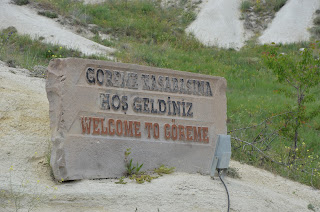 GÖREME KASABASINA
HOŞ GELDİNİZ
WELCOME TO GÖREME